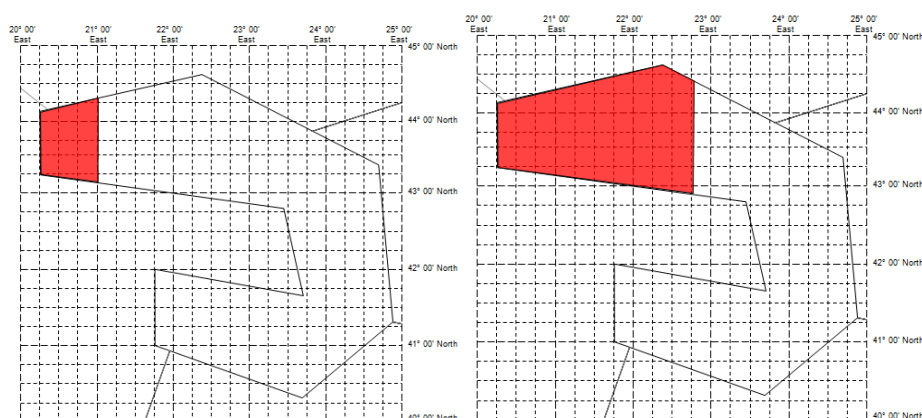 20° 00' East
21° 00' East
22° 00' East
23° 00' East
24° 00' East
25° 00' East
45° 00' North
44° 00' North
43° 00' North
42° 00' North
41° 00' North
40° 00' North
20° 00' East
21° 00' East
22° 00' East
23° 00' East
24° 00' East
25° 00' East
45° 00' North
44° 00' North
43° 00' North
42° 00' North
41° 00' North
40° 00' North